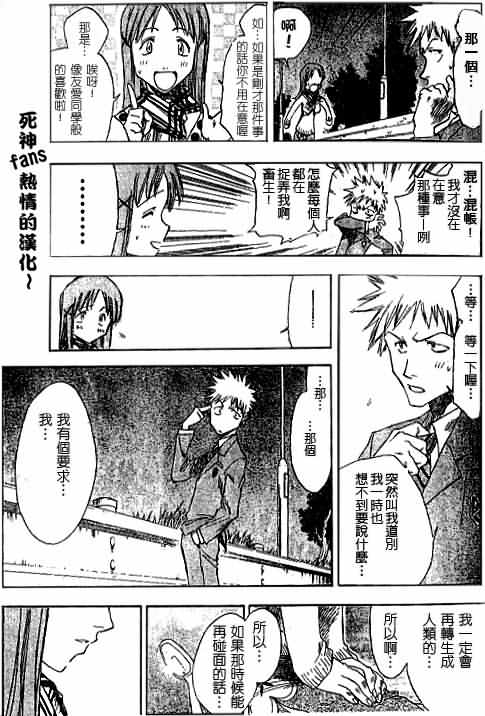 那一個…
啊！
如…如果是剛才那件事
的話你不用在意喔
唉呀！
像友愛同學般
的喜歡啦！
那是…
混…混帳！
我才沒在
在意
那種事ー咧
怎麼每個人
都在
捉弄我啊
畜生！
………
…等…
等一下喔
突然叫我道別
我一時也
想不到要說什麼…
………
…那…
…那個
我有個要求…
我…
我一定會
再轉生成
人類的…
所以啊…
所以…
如果那時候能
再碰面的話…
死神
fans
熱情的漢化～